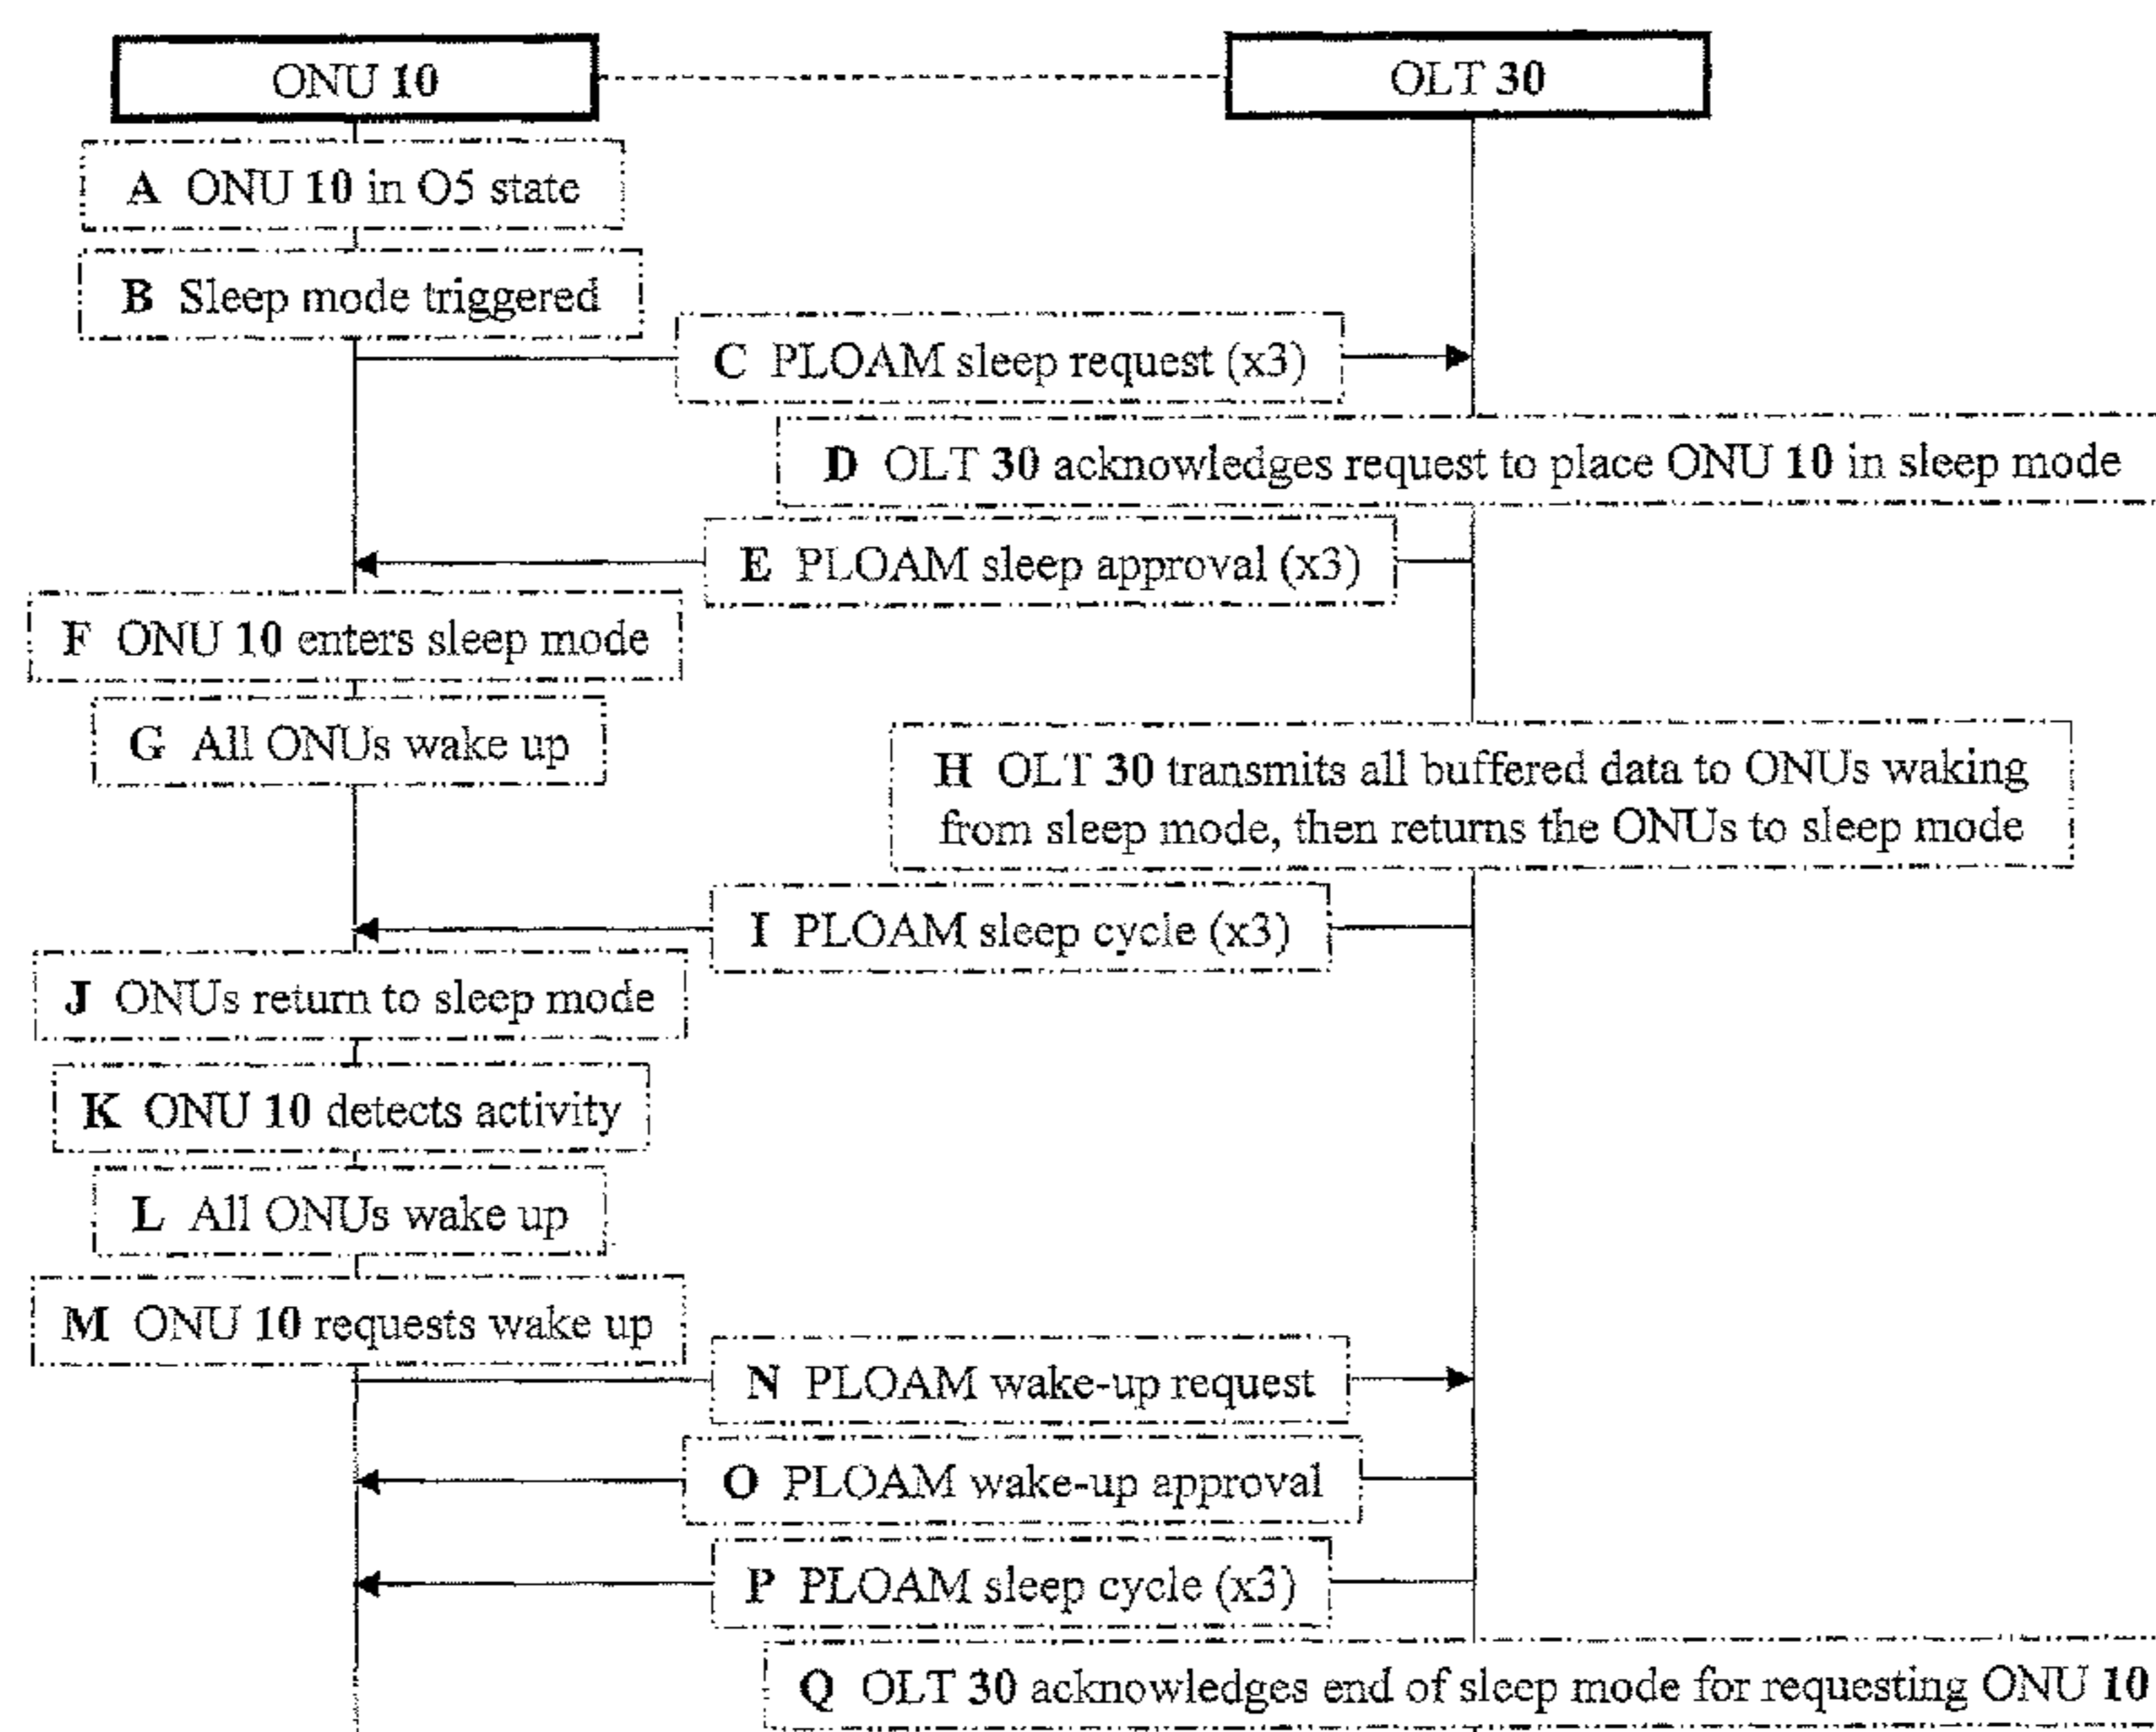 ONU 10
OLT 30
A ONU 10 in O5 state
B Sleep mode triggered
C PLOAM sleep request (x3)
D OLT 30 acknowledges request to place ONU 10 in sleep mode
E PLOAM sleep approval (x3)
F ONU 10 enters sleep mode
G All ONUs wake up
H OLT 30 transmits all buffered data to ONUs waking
from sleep mode, then returns the ONUs to sleep mode
I PLOAM sleep cycle (x3)
J ONUs return to sleep mode
K ONU 10 detects activity
L All ONUs wake up
M ONU 10 requests wake up
N PLOAM wake-up request
O PLOAM wake-up approval
P PLOAM sleep cycle (x3)
Q OLT 30 acknowledges end of sleep mode for requesting ONU 10